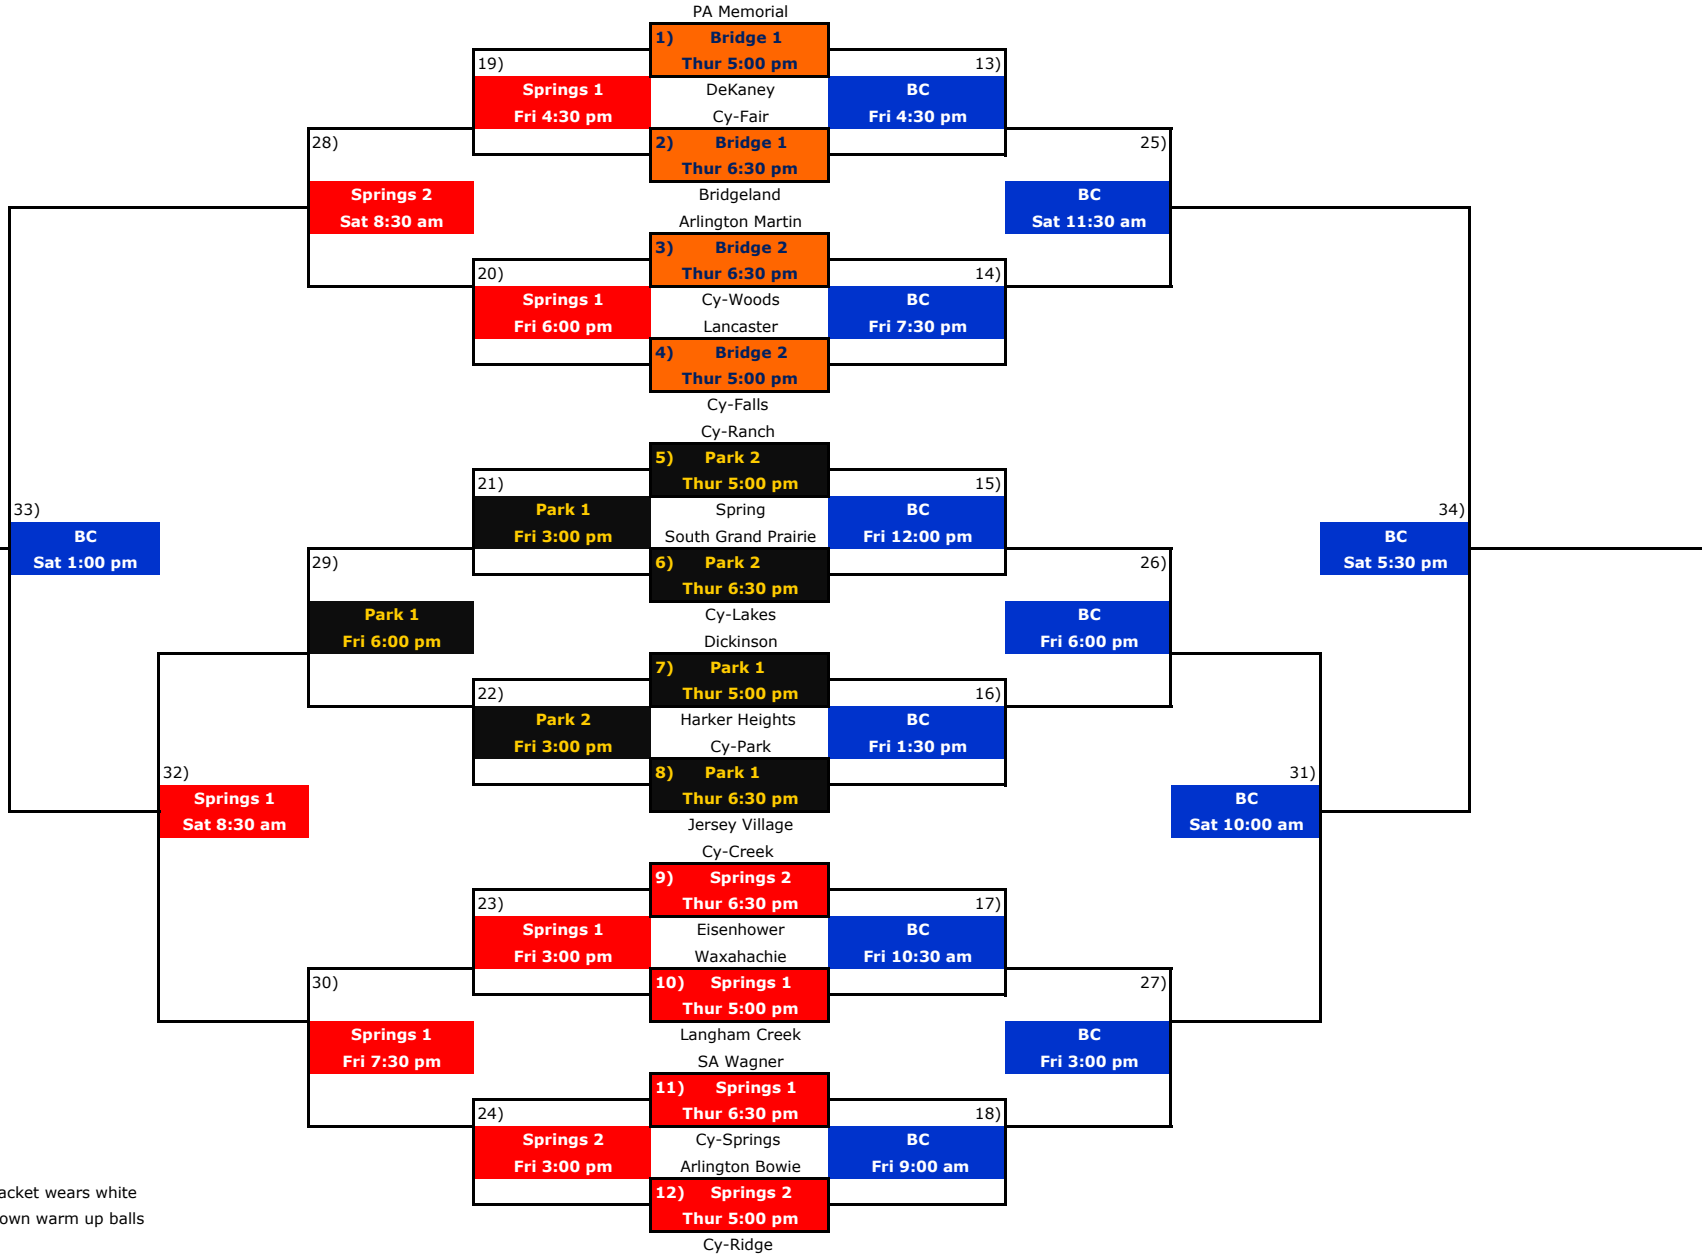 PA Memorial
1) Bridge 1
Thur 5:00 pm
19)
13)
Springs 1
DeKaney
BC
Fri 4:30 pm
Cy-Fair
Fri 4:30 pm
28)
2) Bridge 1
25)
Thur 6:30 pm
Springs 2
Bridgeland
BC
Sat 8:30 am
Arlington Martin
Sat 11:30 am
3) Bridge 2
20)
Thur 6:30 pm
14)
Springs 1
Cy-Woods
BC
Fri 6:00 pm
Lancaster
Fri 7:30 pm
4) Bridge 2
Thur 5:00 pm
Cy-Falls
Cy-Ranch
5) Park 2
21)
Thur 5:00 pm
15)
33)
Park 1
Spring
BC
34)
BC
Fri 3:00 pm
South Grand Prairie
Fri 12:00 pm
BC
Sat 1:00 pm
29)
6) Park 2
26)
Sat 5:30 pm
Thur 6:30 pm
Park 1
Cy-Lakes
BC
Fri 6:00 pm
Dickinson
Fri 6:00 pm
7) Park 1
22)
Thur 5:00 pm
16)
Park 2
Harker Heights
BC
Fri 3:00 pm
Cy-Park
Fri 1:30 pm
32)
8) Park 1
31)
Springs 1
Thur 6:30 pm
BC
Sat 8:30 am
Jersey Village
Sat 10:00 am
Cy-Creek
9) Springs 2
23)
Thur 6:30 pm
17)
Springs 1
Eisenhower
BC
Fri 3:00 pm
Waxahachie
Fri 10:30 am
30)
10) Springs 1
27)
Thur 5:00 pm
Springs 1
Langham Creek
BC
Fri 7:30 pm
SA Wagner
Fri 3:00 pm
11) Springs 1
24)
Thur 6:30 pm
18)
Springs 2
Cy-Springs
BC
Fri 3:00 pm
Arlington Bowie
Fri 9:00 am
acket wears white
12) Springs 2
own warm up balls
Thur 5:00 pm
Cy-Ridge